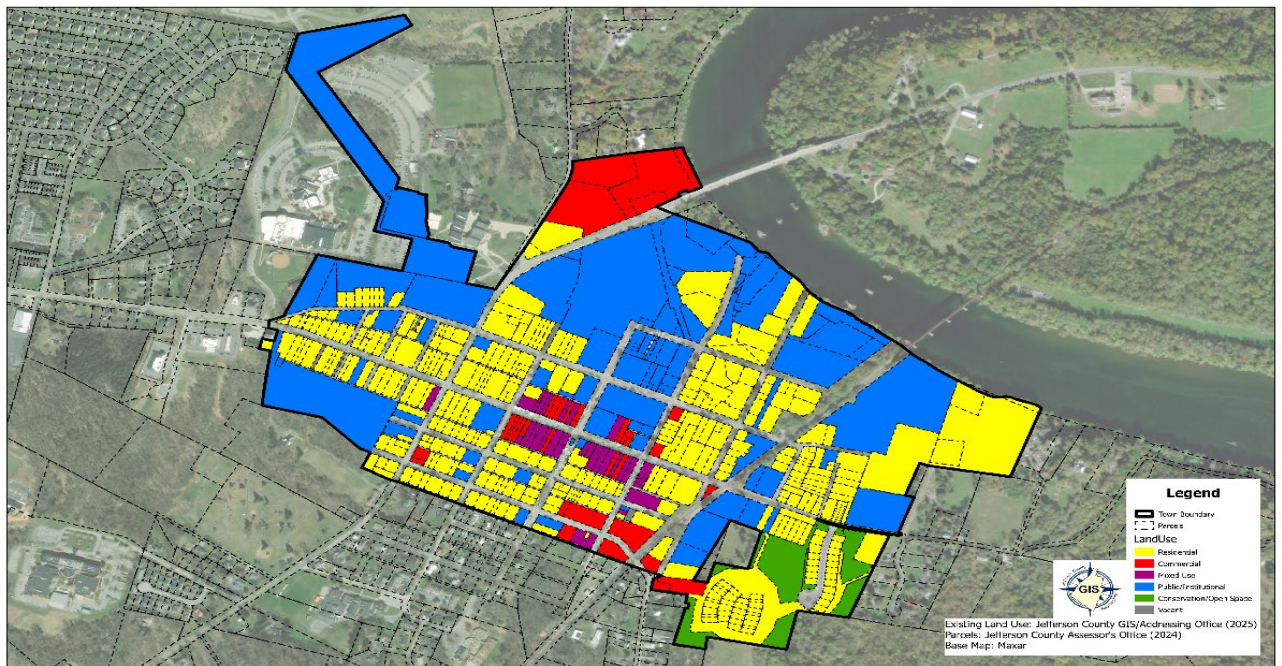 Legend
Town Boundary
Parcels
LandUse
Residential
Commercial
Mixed Use
Public/Institutional
Conservation/Open Space
Vacant
GIS
Existing Land Use: Jefferson County GIS/Addressing Office (2025)
Parcels: Jefferson County Assessor's Office (2024)
Base Map: Maxar